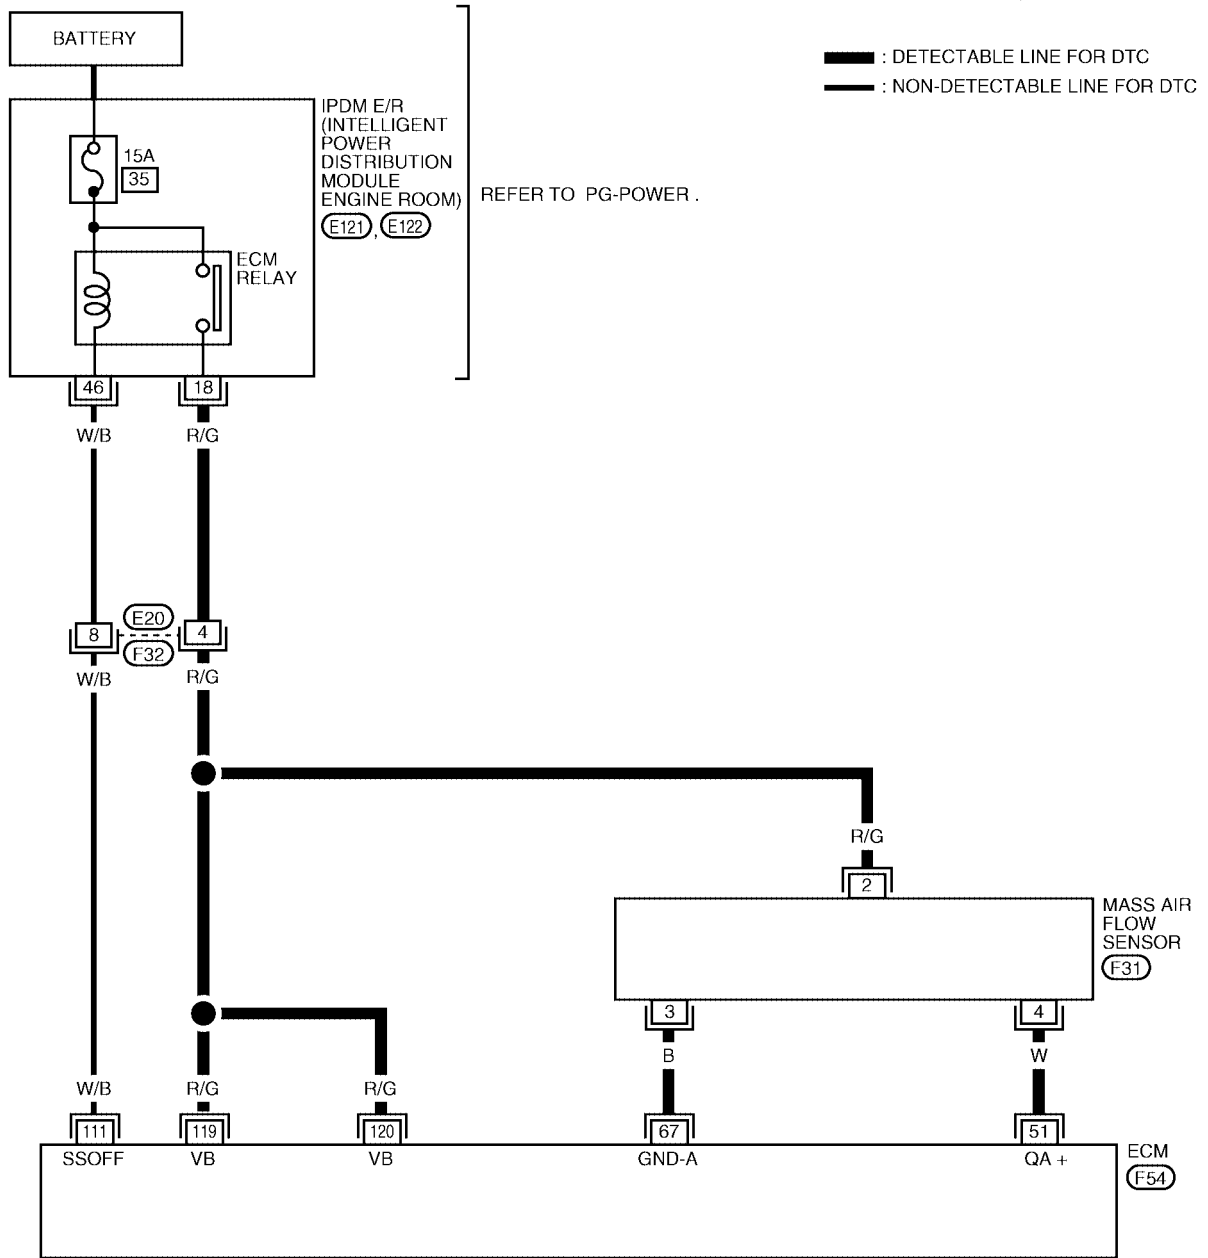 BATTERY
: DETECTABLE LINE FOR DTC
: NON-DETECTABLE LINE FOR DTC
IPDM E/R
(INTELLIGENT
POWER
DISTRIBUTION
MODULE
ENGINE ROOM)
E121 , E122
15A
35
REFER TO PG-POWER .
ECM
RELAY
46 18
W/B R/G
8 E20 4
F32
W/B R/G
R/G
2
MASS AIR
FLOW
SENSOR
F31
3 4
B W
W/B R/G R/G
111 119 120 67 51
SSOFF VB VB GND-A QA +
ECM
F54